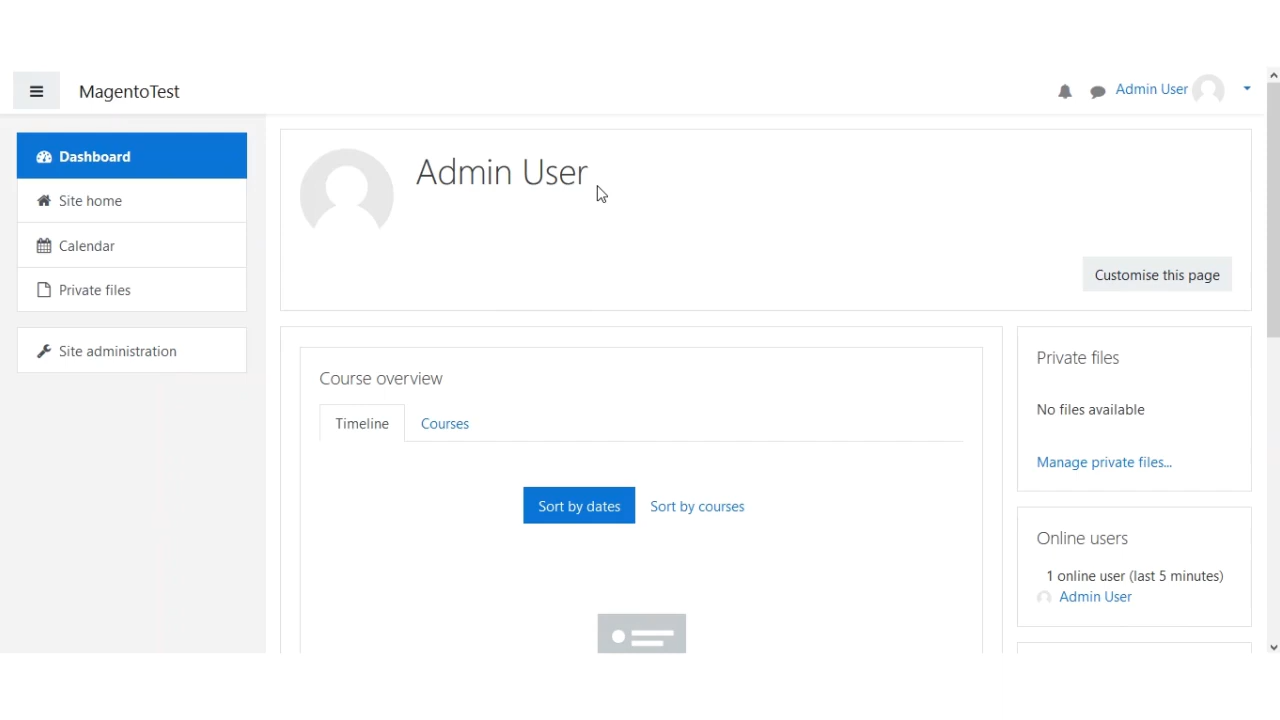 MagentoTest
Admin User
Dashboard
Site home
Calendar
Private files
Site administration
Admin User
Customise this page
Course overview
Timeline
Courses
Sort by dates
Sort by courses
Private files
No files available
Manage private files...
Online users
1 online user (last 5 minutes)
Admin User